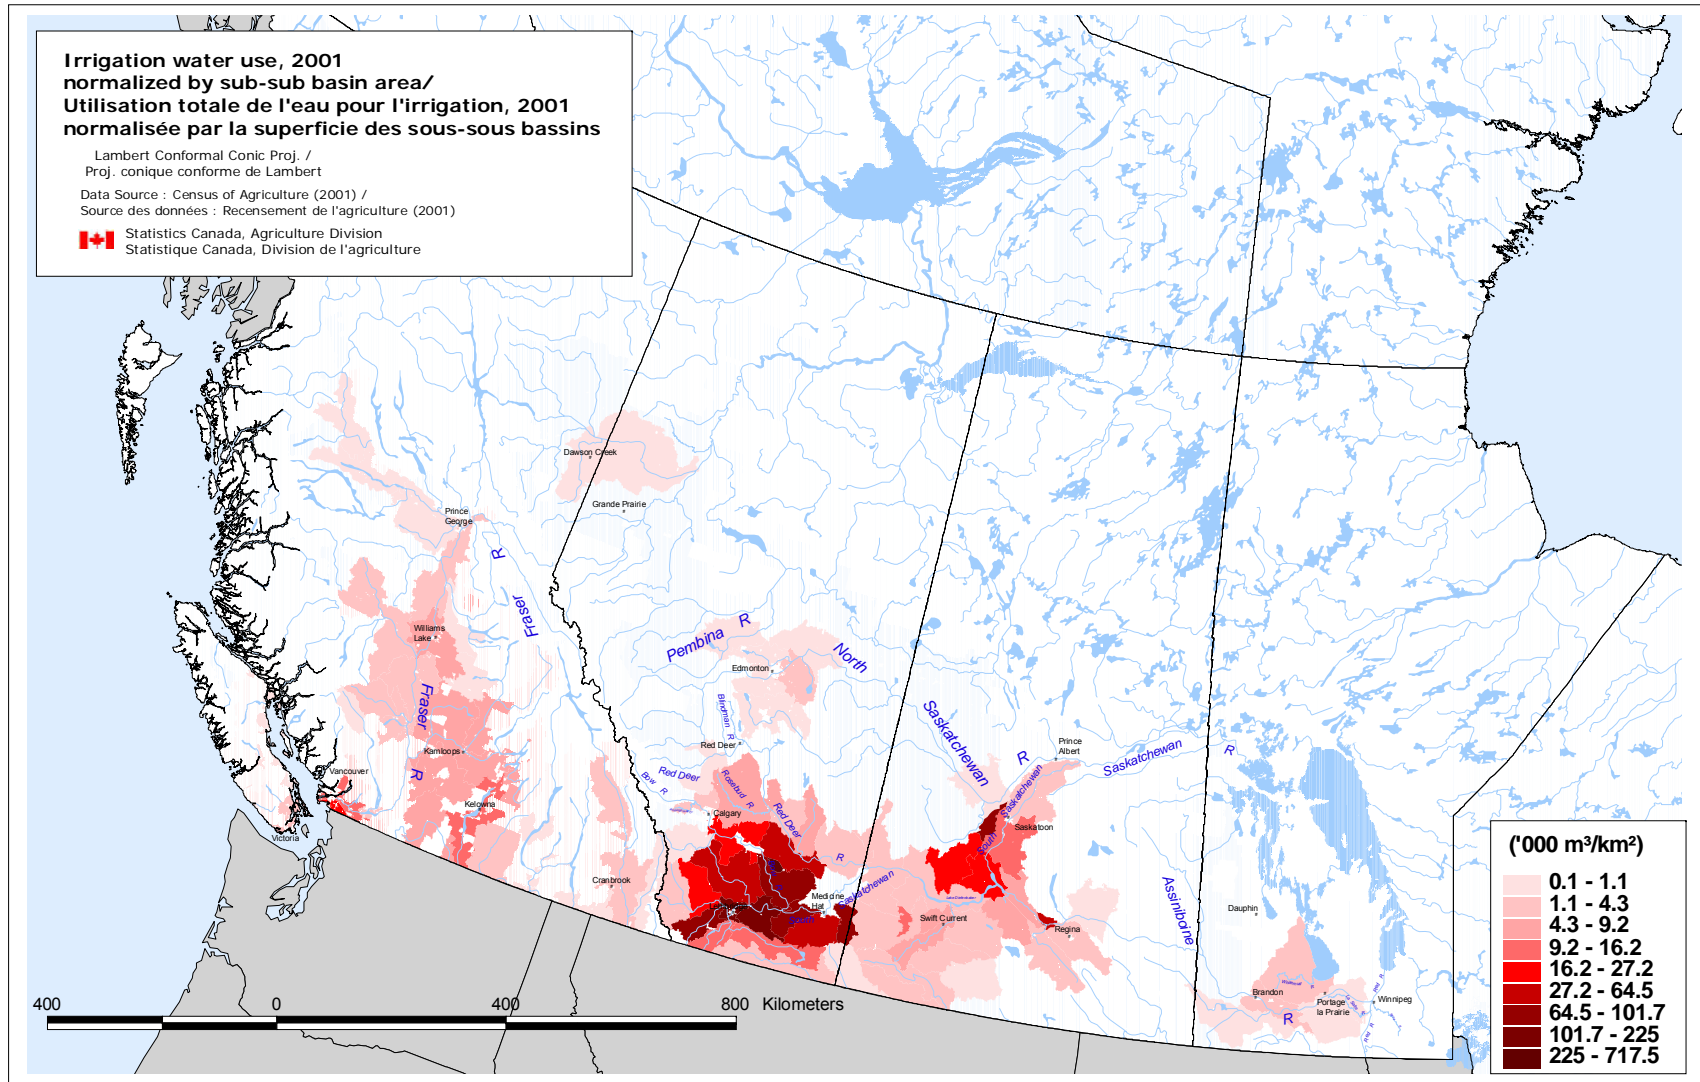 Irrigation water use, 2001
normalized by sub-sub basin area/
Utilisation totale de l'eau pour l'irrigation, 2001
normalisée par la superficie des sous-sous bassins
Lambert Conformal Conic Proj. /
Proj. conique conforme de Lambert
Data Source : Census of Agriculture (2001) /
Source des données : Recensement de l'agriculture (2001)
Statistics Canada, Agriculture Division
Statistique Canada, Division de l'agriculture
Dawson Creek
Grande Prairie
Prince
George
R
Fraser
Williams
Lake
Pembina R
North
Edmonton
Fraser
R
Blindman R
Saskatchewan
R
Red Deer
Prince
Albert
Saskatchewan
R
Kamloops
Vancouver
Bow R
Red Deer
Rosebud R
Saskatchewan
Kelowna
Calgary
Red Deer
R
South
Saskatoon
Victoria
Cranbrook
Medicine
Hat
Saskatchewan
South
Swift Current
Regina
Assiniboine
Dauphin
Brandon
R
Portage
la Prairie
Red R
Winnipeg
Red R
400 0 400 800 Kilometers
('000 m³/km²)
0.1 - 1.1
1.1 - 4.3
4.3 - 9.2
9.2 - 16.2
16.2 - 27.2
27.2 - 64.5
64.5 - 101.7
101.7 - 225
225 - 717.5